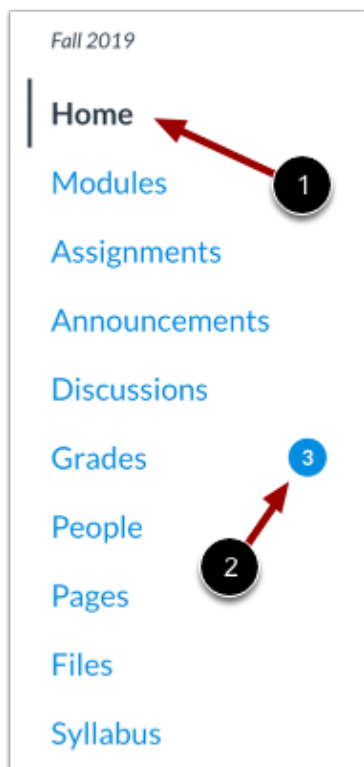 Fall 2019
Home
1
Modules
Assignments
Announcements
Discussions
Grades 3
People
2
Pages
Files
Syllabus